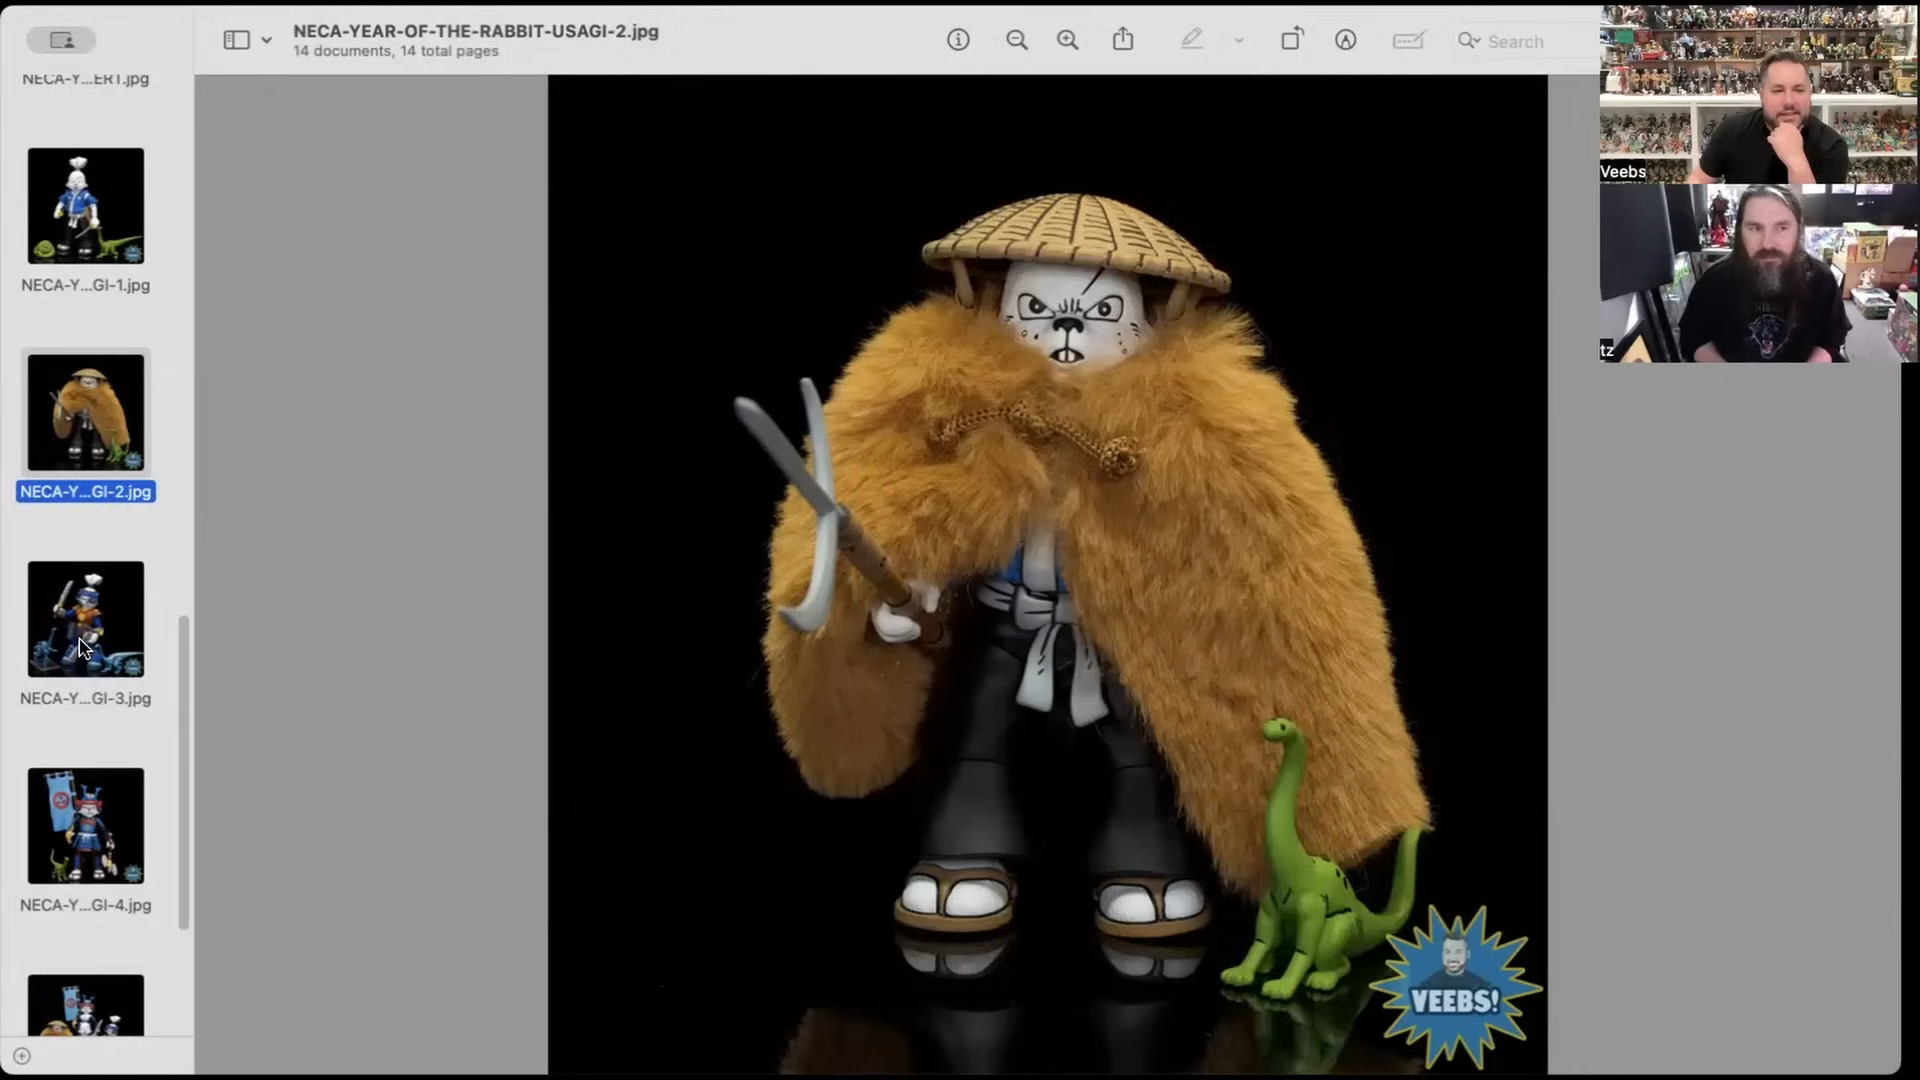 NECA-YEAR-OF-THE-RABBIT-USAGI-2.jpg
14 documents, 14 total pages
Search
NECA-Y...ER1.jpg
NECA-Y...GI-1.jpg
NECA-Y...GI-2.jpg
NECA-Y...GI-3.jpg
NECA-Y...GI-4.jpg
Veebs
tz
VEEBS!